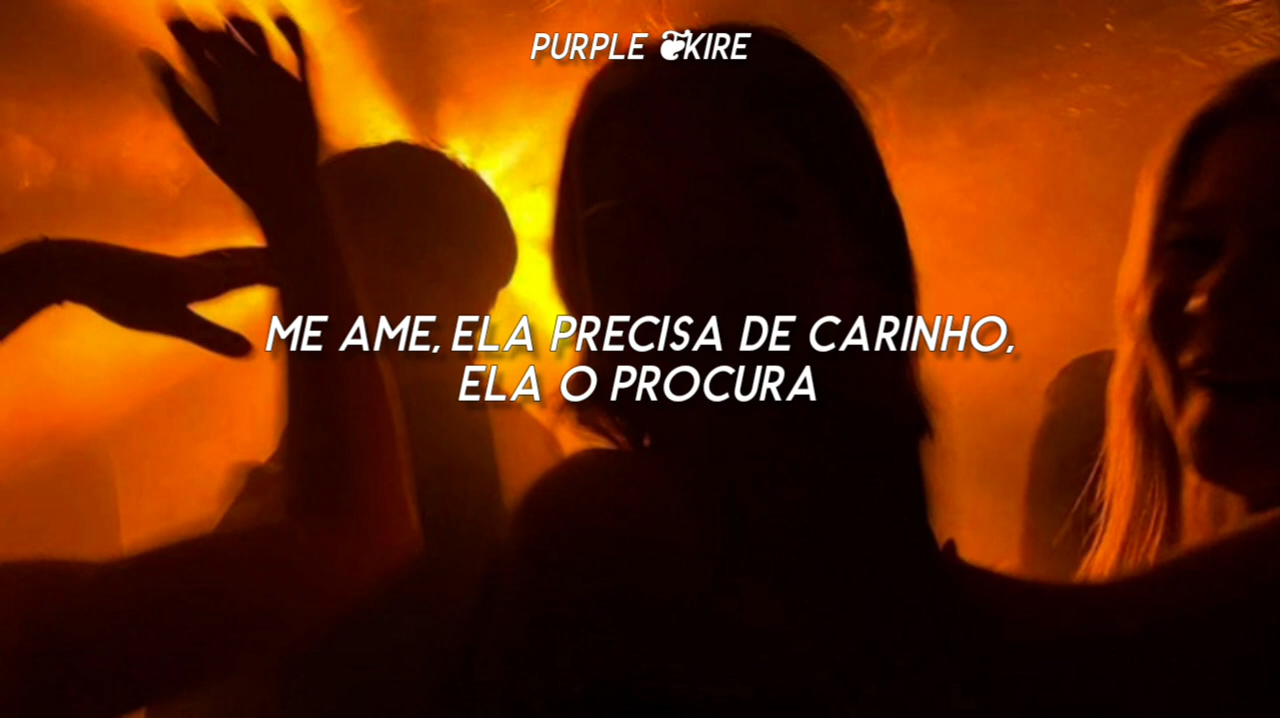 PURPLE ❦KIRE
ME AME, ELA PRECISA DE CARINHO,
ELA O PROCURA